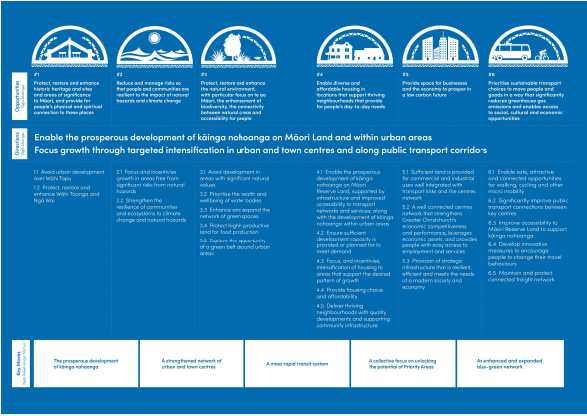 Opportunities
Ngā Āheinga
#1
Protect, restore and enhance
historic heritage and sites
and areas of significance
to Māori, and provide for
people's physical and spiritual
connection to these places
#2
Reduce and manage risks so
that people and communities are
resilient to the impact of natural
hazards and climate change
#3
Protect, restore and enhance
the natural environment,
with particular focus on te ao
Māori, the enhancement of
biodiversity, the connectivity
between natural areas and
accessibility for people
#4
Enable diverse and
affordable housing in
locations that support thriving
neighbourhoods that provide
for people's day-to-day needs
#5
Provide space for businesses
and the economy to prosper in
a low carbon future
#6
Prioritise sustainable transport
choices to move people and
goods in a way that significantly
reduces greenhouse gas
emissions and enables access
to social, cultural and economic
opportunities
Directions
Enable the prosperous development of kāinga nohoanga on Māori Land and within urban areas
Focus growth through targeted intensification in urban and town centres and along public transport corridors
1.1 Avoid urban development
over Wāhi Tapu
1.2 Protect, restore and
enhance Wāhi Taonga and
Ngā Wai
2.1 Focus and incentivise
growth in areas free from
significant risks from natural
hazards
2.2 Strengthen the
resilience of communities
and ecosystems to climate
change and natural hazards
3.1 Avoid development in
areas with significant natural
values
3.2 Prioritise the health and
wellbeing of water bodies
3.3 Enhance and expand the
network of green spaces
3.4 Protect highly productive
land for food production
3.5 Explore the opportunity
of a green belt around urban
areas
4.1 Enable the prosperous
development of kāinga
nohoanga on Māori
Reserve Land, supported by
infrastructure and improved
accessibility to transport
networks and services; along
with the development of kāinga
nohoanga within urban areas
4.2 Ensure sufficient
development capacity is
provided or planned for to
meet demand
4.3 Focus, and incentivise,
intensification of housing to
areas that support the desired
pattern of growth
4.4 Provide housing choice
and affordability
4.5 Deliver thriving
neighbourhoods with quality
developments and supporting
community infrastructure
5.1 Sufficient land is provided
for commercial and industrial
uses well integrated with
transport links and the centres
network
5.2 A well connected centres
network that strengthens
Greater Christchurch's
economic competitiveness
and performance, leverages
economic assets, and provides
people with easy access to
employment and services
5.3 Provision of strategic
infrastructure that is resilient,
efficient and meets the needs
of a modern society and
economy
6.1 Enable safe, attractive
and connected opportunities
for walking, cycling and other
micro mobility
6.2 Significantly improve public
transport connections between
key centres
6.3 Improve accessibility to
Māori Reserve Land to support
kāinga nohoanga
6.4 Develop innovative
measures to encourage
people to change their travel
behaviours
6.5 Maintain and protect
connected freight network
Key Moves
The prosperous development
of kāinga nohoanga
A strengthened network of
urban and town centres
A mass rapid transit system
A collective focus on unlocking
the potential of Priority Areas
An enhanced and expanded
blue-green network